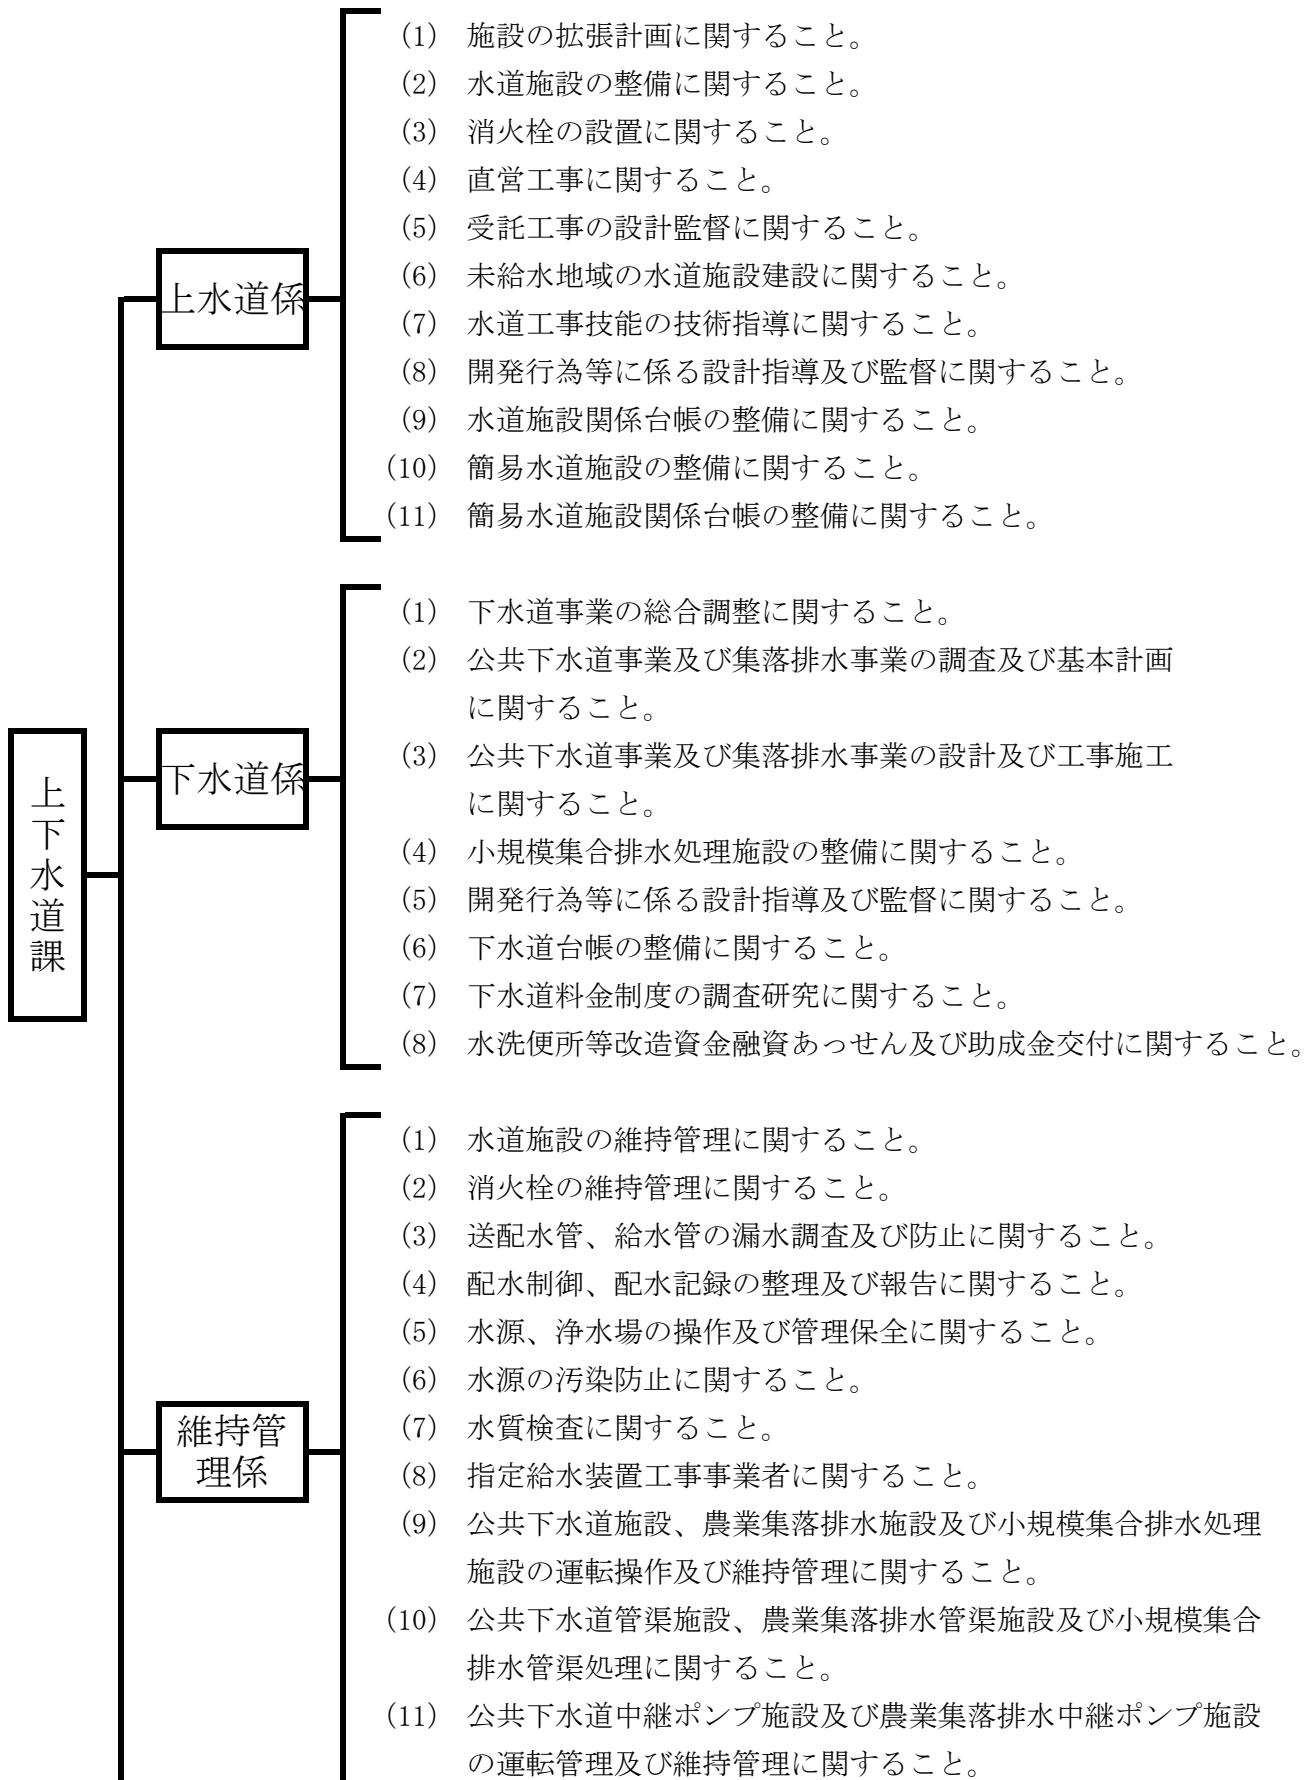 上下水道課
上水道係
(1) 施設の拡張計画に関すること。
(2) 水道施設の整備に関すること。
(3) 消火栓の設置に関すること。
(4) 直営工事に関すること。
(5) 受託工事の設計監督に関すること。
(6) 未給水地域の水道施設建設に関すること。
(7) 水道工事技能の技術指導に関すること。
(8) 開発行為等に係る設計指導及び監督に関すること。
(9) 水道施設関係台帳の整備に関すること。
(10) 簡易水道施設の整備に関すること。
(11) 簡易水道施設関係台帳の整備に関すること。
下水道係
(1) 下水道事業の総合調整に関すること。
(2) 公共下水道事業及び集落排水事業の調査及び基本計画
に関すること。
(3) 公共下水道事業及び集落排水事業の設計及び工事施工
に関すること。
(4) 小規模集合排水処理施設の整備に関すること。
(5) 開発行為等に係る設計指導及び監督に関すること。
(6) 下水道台帳の整備に関すること。
(7) 下水道料金制度の調査研究に関すること。
(8) 水洗便所等改造資金融資あっせん及び助成金交付に関すること。
維持管
理係
(1) 水道施設の維持管理に関すること。
(2) 消火栓の維持管理に関すること。
(3) 送配水管、給水管の漏水調査及び防止に関すること。
(4) 配水制御、配水記録の整理及び報告に関すること。
(5) 水源、浄水場の操作及び管理保全に関すること。
(6) 水源の汚染防止に関すること。
(7) 水質検査に関すること。
(8) 指定給水装置工事事業者に関すること。
(9) 公共下水道施設、農業集落排水施設及び小規模集合排水処理
施設の運転操作及び維持管理に関すること。
(10) 公共下水道管渠施設、農業集落排水管渠施設及び小規模集合
排水管渠処理に関すること。
(11) 公共下水道中継ポンプ施設及び農業集落排水中継ポンプ施設
の運転管理及び維持管理に関すること。